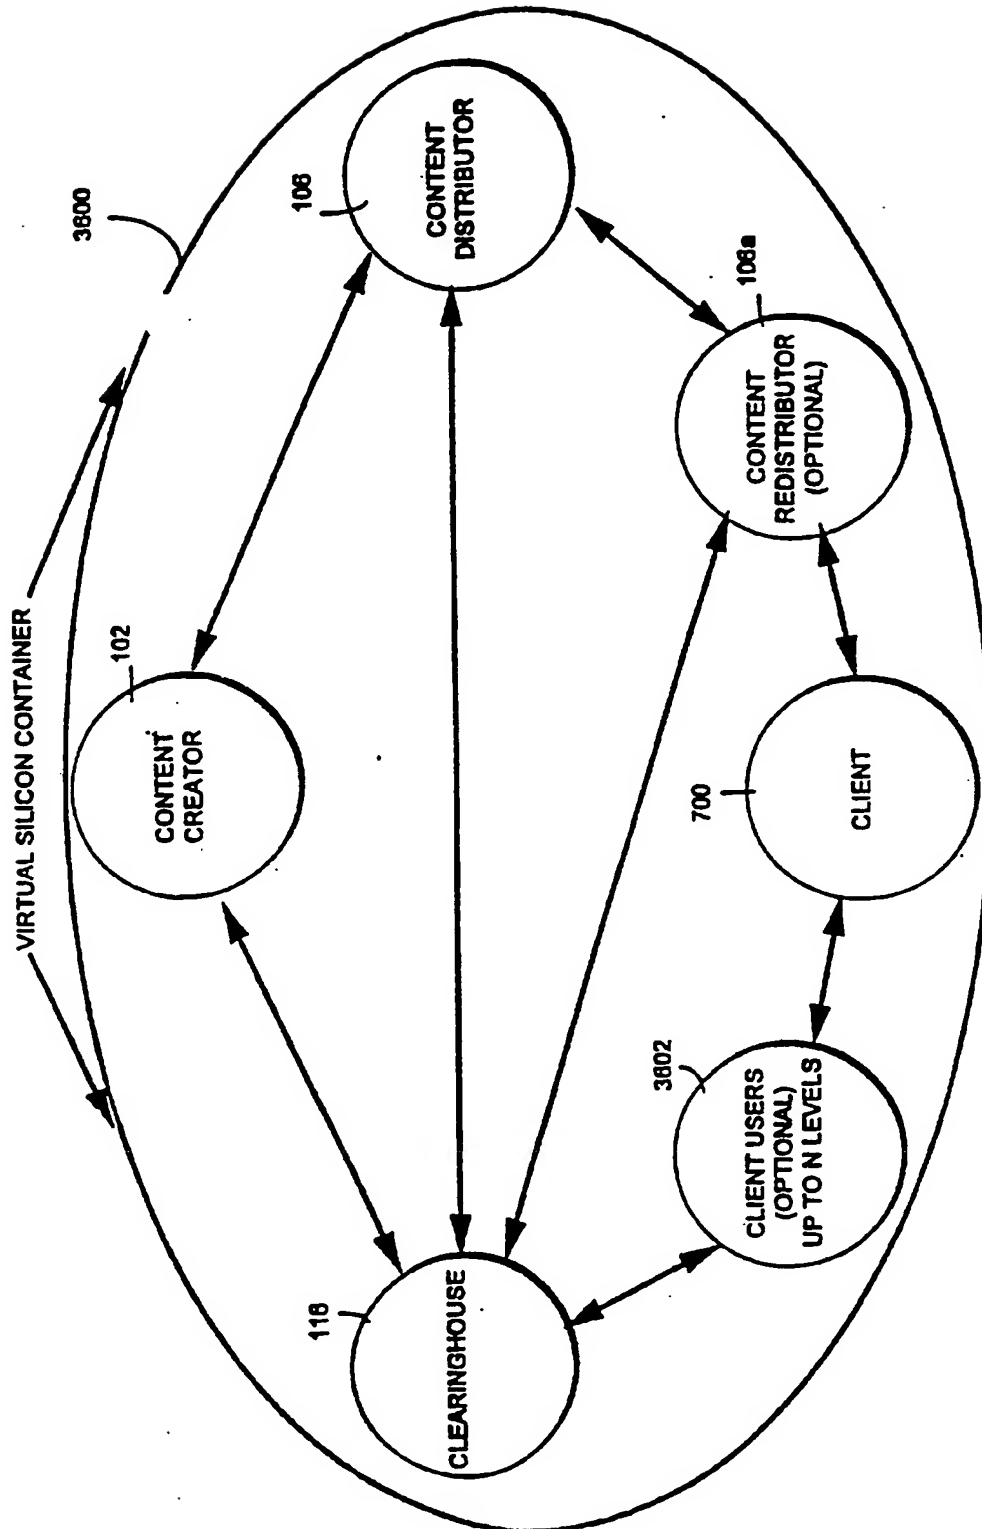 VIRTUAL SILICON CONTAINER
3600
102
CONTENT
CREATOR
106
CONTENT
DISTRIBUTOR
116
CLEARINGHOUSE
106a
CONTENT
REDISTRIBUTOR
(OPTIONAL)
3602
CLIENT USERS
(OPTIONAL)
UP TO N LEVELS
700
CLIENT